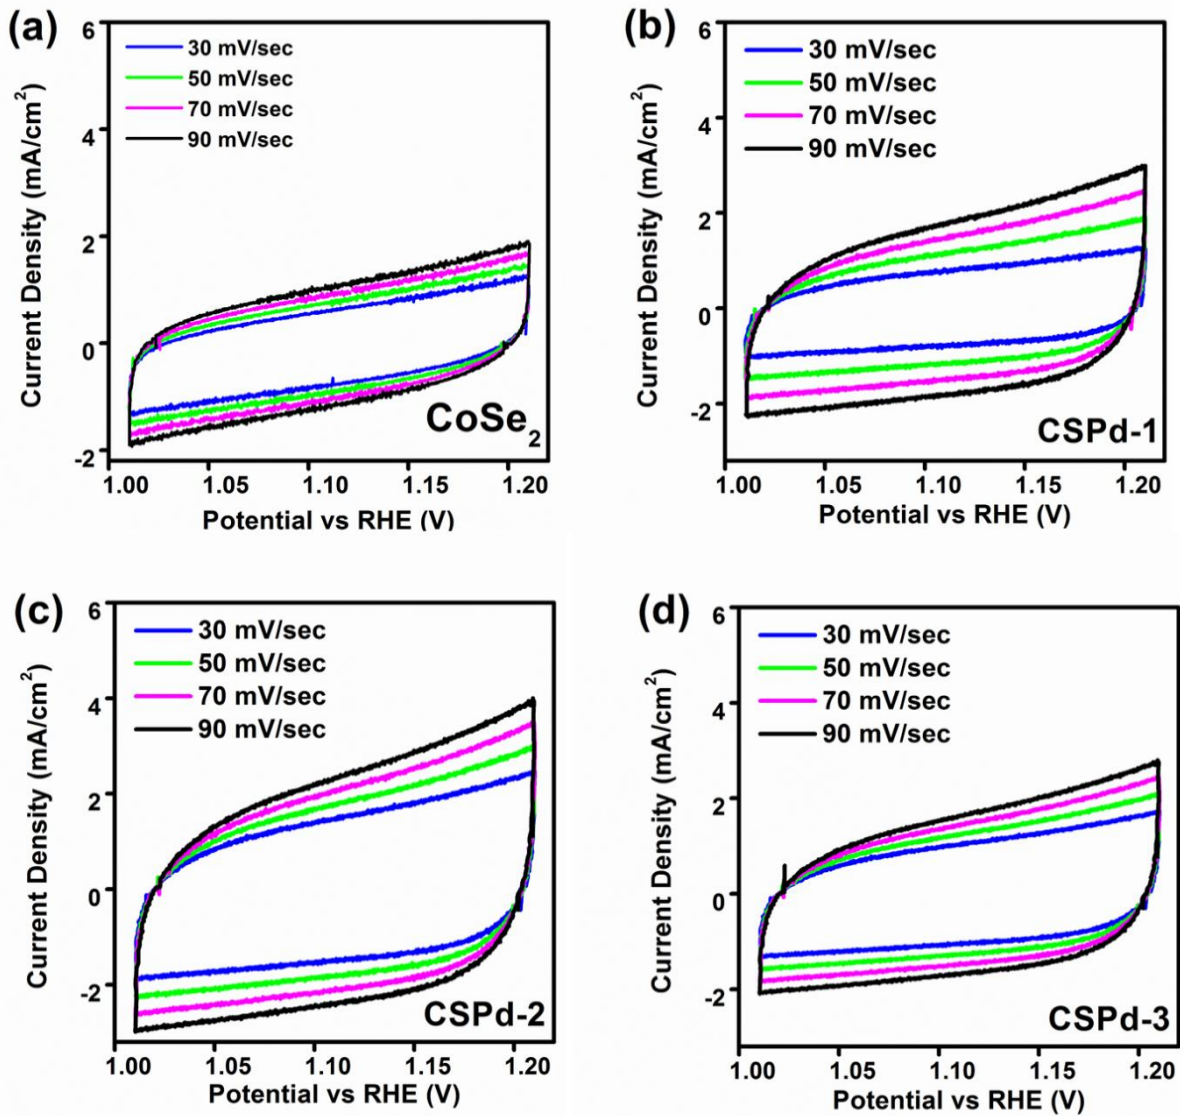 (a)
30 mV/sec
50 mV/sec
70 mV/sec
90 mV/sec
6
4
2
0
-2
Current Density (mA/cm²)
CoSe₂
1.00 1.05 1.10 1.15 1.20
Potential vs RHE (V)
(b)
30 mV/sec
50 mV/sec
70 mV/sec
90 mV/sec
6
4
2
0
-2
Current Density (mA/cm²)
CSPd-1
1.00 1.05 1.10 1.15 1.20
Potential vs RHE (V)
(c)
30 mV/sec
50 mV/sec
70 mV/sec
90 mV/sec
6
4
2
0
-2
Current Density (mA/cm²)
CSPd-2
1.00 1.05 1.10 1.15 1.20
Potential vs RHE (V)
(d)
30 mV/sec
50 mV/sec
70 mV/sec
90 mV/sec
6
4
2
0
-2
Current Density (mA/cm²)
CSPd-3
1.00 1.05 1.10 1.15 1.20
Potential vs RHE (V)